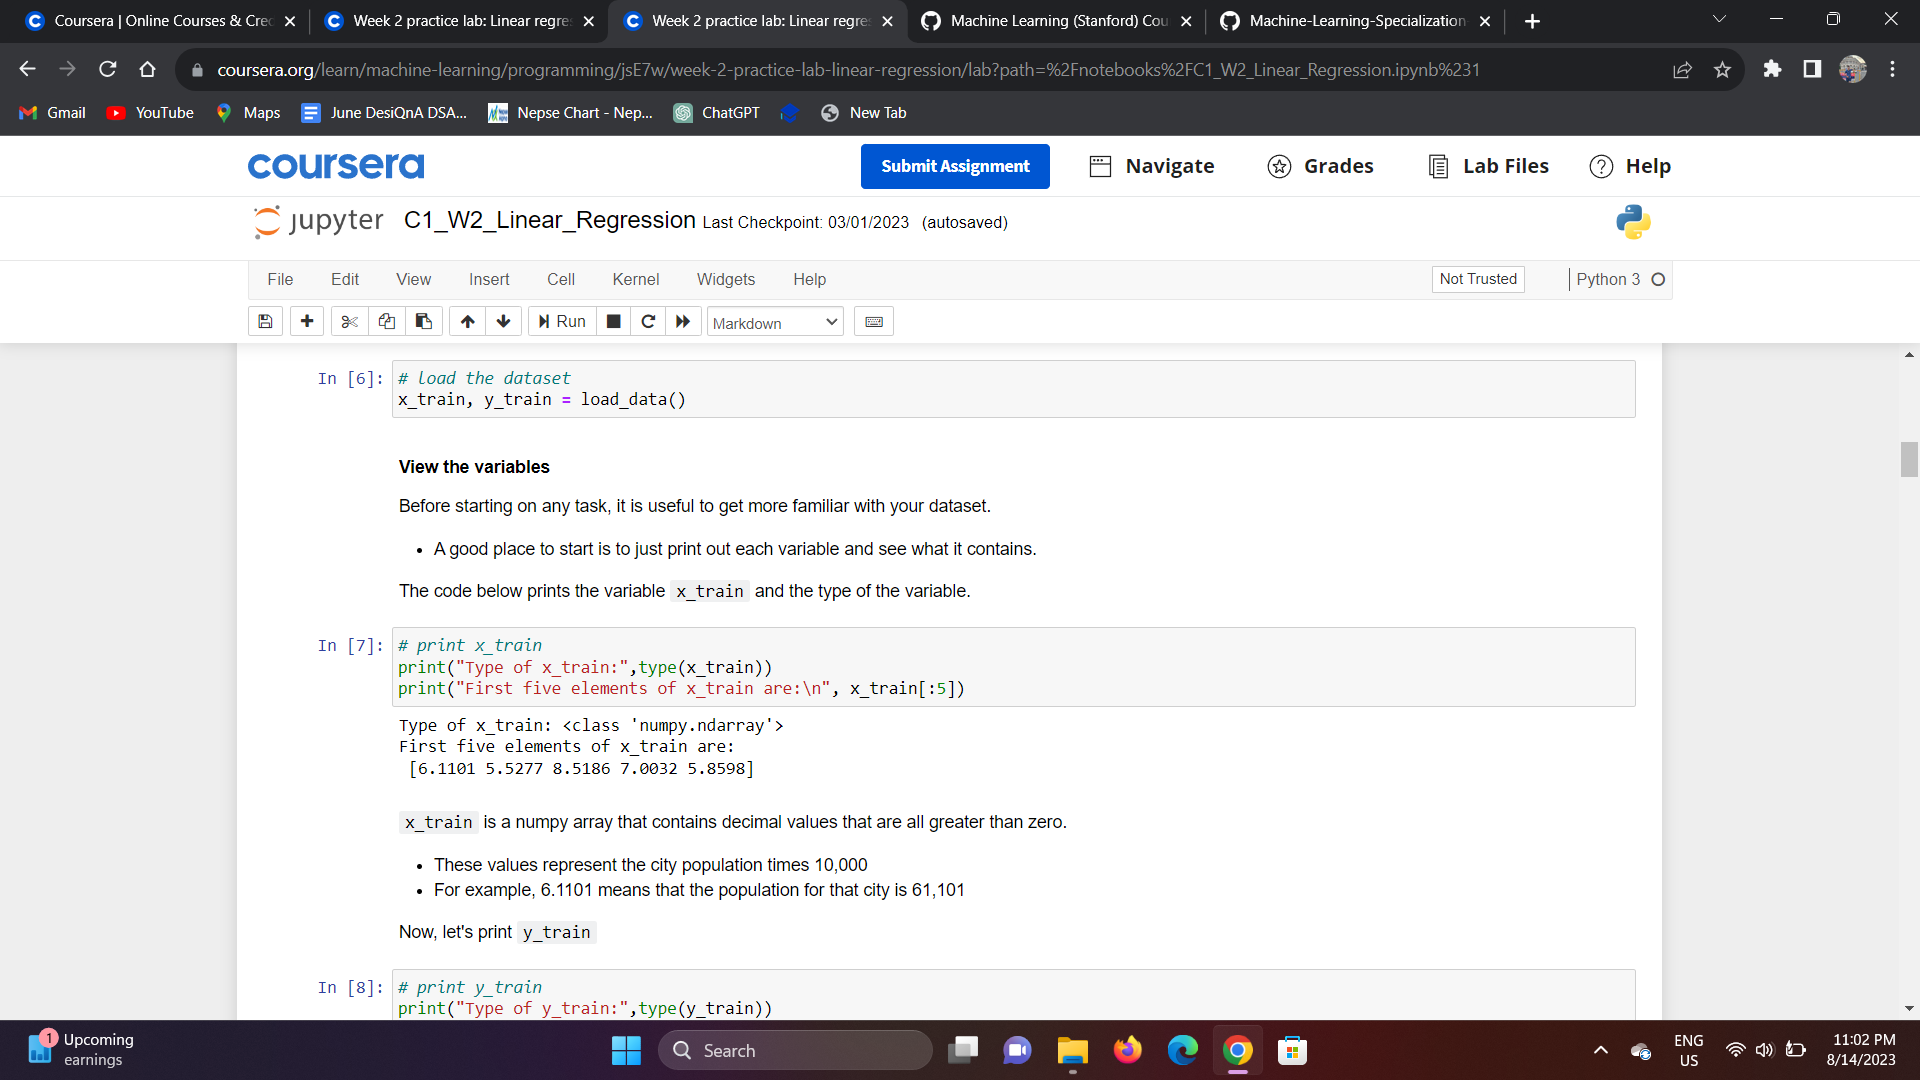 Coursera | Online Courses & Cre
Week 2 practice lab: Linear regre
Week 2 practice lab: Linear regre
Machine Learning (Stanford) Cou
Machine-Learning-Specialization
coursera.org/learn/machine-learning/programming/jsE7w/week-2-practice-lab-linear-regression/lab?path=%2Fnotebooks%2FC1_W2_Linear_Regression.ipynb%231
Gmail
YouTube
Maps
June DesiQnA DSA...
Nepse Chart - Nep...
ChatGPT
New Tab
coursera
Submit Assignment
Navigate
Grades
Lab Files
Help
jupyter C1_W2_Linear_Regression Last Checkpoint: 03/01/2023 (autosaved)
File Edit View Insert Cell Kernel Widgets Help
Not Trusted
Python 3
Run
Markdown
In [6]: # load the dataset
x_train, y_train = load_data()
View the variables
Before starting on any task, it is useful to get more familiar with your dataset.
• A good place to start is to just print out each variable and see what it contains.
The code below prints the variable x_train and the type of the variable.
In [7]: # print x_train
print("Type of x_train:",type(x_train))
print("First five elements of x_train are:\n", x_train[:5])
Type of x_train: <class 'numpy.ndarray'>
First five elements of x_train are:
[6.1101 5.5277 8.5186 7.0032 5.8598]
x_train is a numpy array that contains decimal values that are all greater than zero.
• These values represent the city population times 10,000
• For example, 6.1101 means that the population for that city is 61,101
Now, let's print y_train
In [8]: # print y_train
print("Type of y_train:",type(y_train))
1
Upcoming
earnings
Search
ENG
US
11:02 PM
8/14/2023